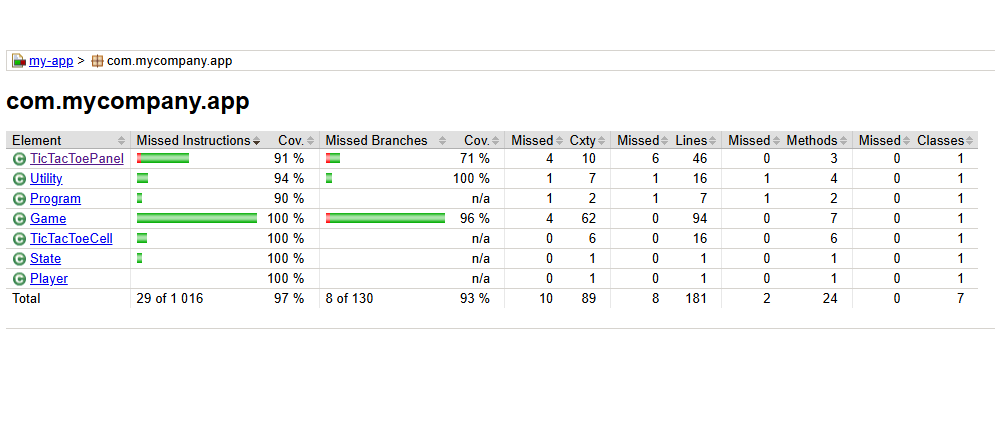 my-app > com.mycompany.app
com.mycompany.app
Element Missed Instructions Cov. Missed Branches Cov. Missed Cxty Missed Lines Missed Methods Missed Classes
C TicTacToePanel 91 % 71 % 4 10 6 46 0 3 0 1
C Utility 94 % 100 % 1 7 1 16 1 4 0 1
C Program 90 % n/a 1 2 1 7 1 2 0 1
C Game 100 % 96 % 4 62 0 94 0 7 0 1
C TicTacToeCell 100 % n/a 0 6 0 16 0 6 0 1
C State 100 % n/a 0 1 0 1 0 1 0 1
C Player 100 % n/a 0 1 0 1 0 1 0 1
Total 29 of 1 016 97 % 8 of 130 93 % 10 89 8 181 2 24 0 7